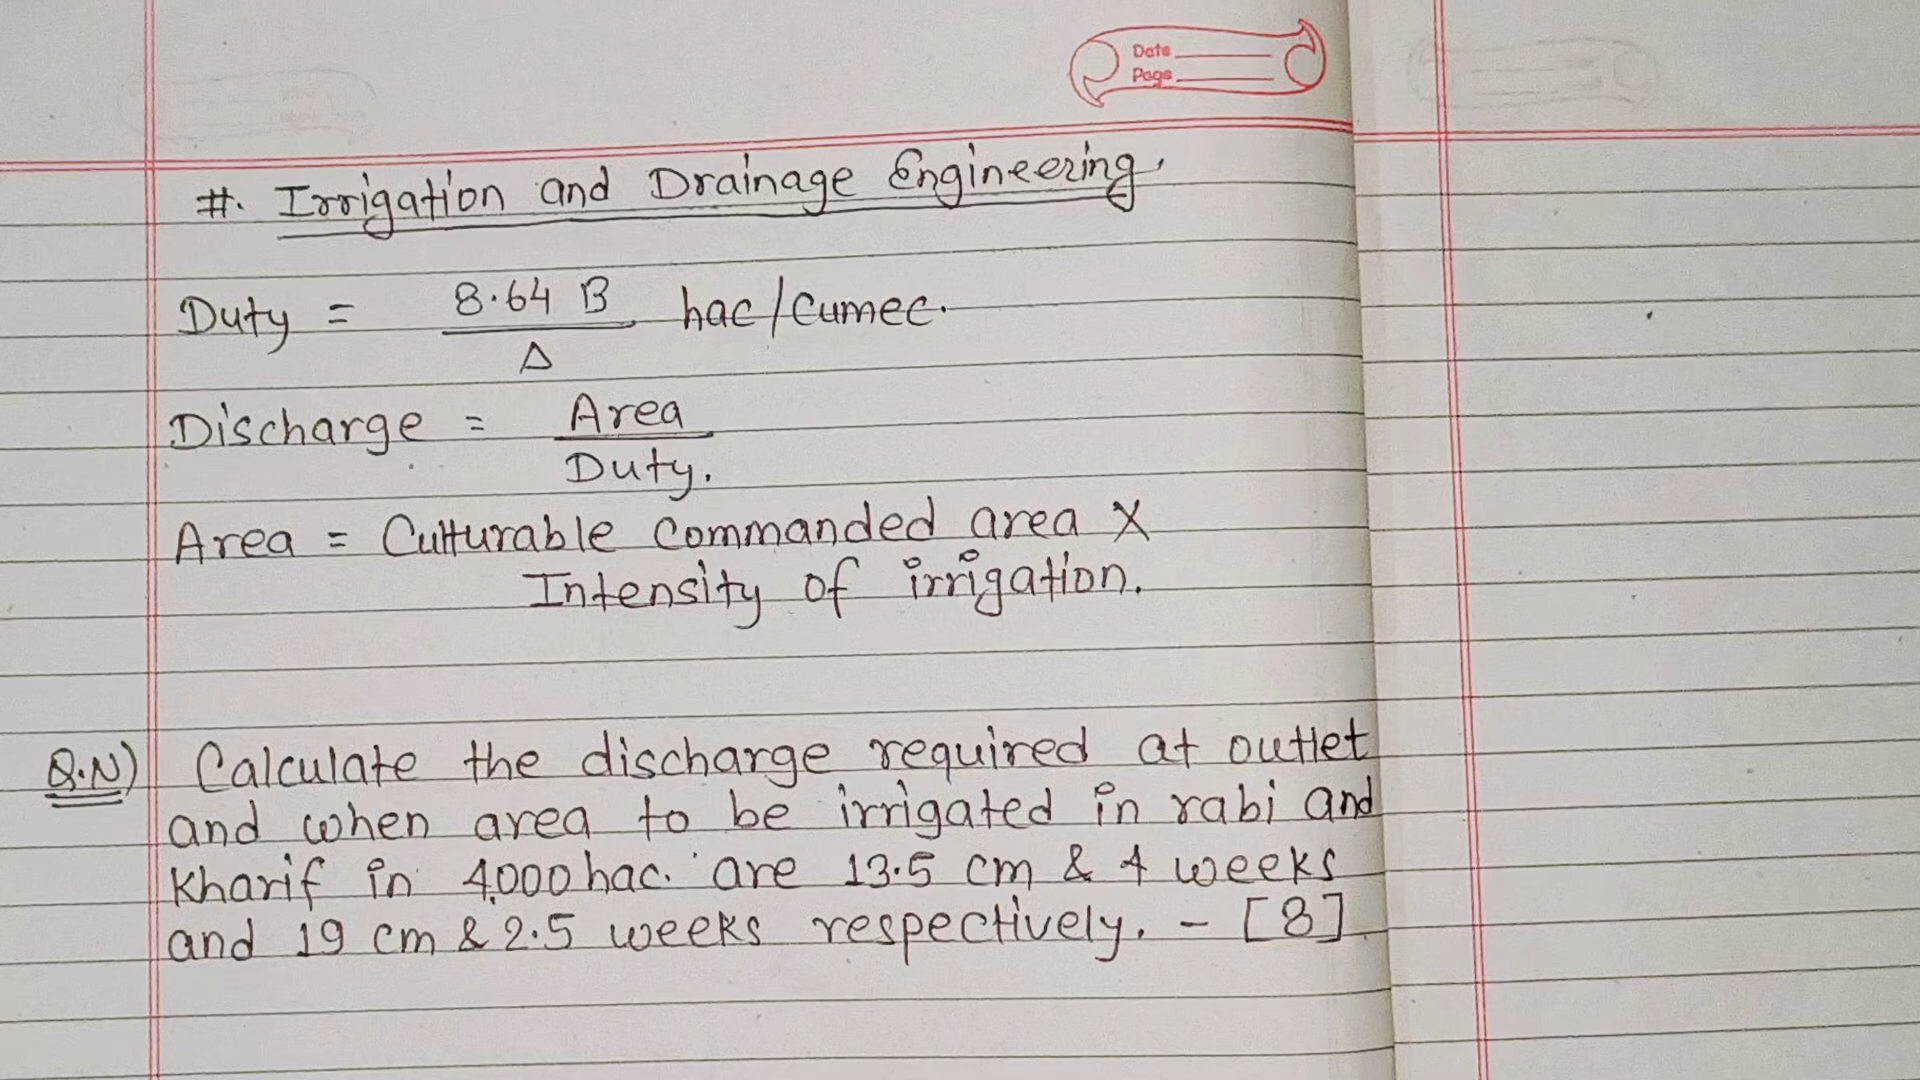 Date
Page
#. Irrigation and Drainage Engineering.
Duty = 8.64 B / Δ hac/cumec.
Discharge = Area / Duty.
Area = Culturable commanded area X
Intensity of irrigation.
Q.N) Calculate the discharge required at outlet
and when area to be irrigated in rabi and
Kharif in 4000 hac. are 13.5 cm & 4 weeks
and 19 cm & 2.5 weeks respectively. - [8]